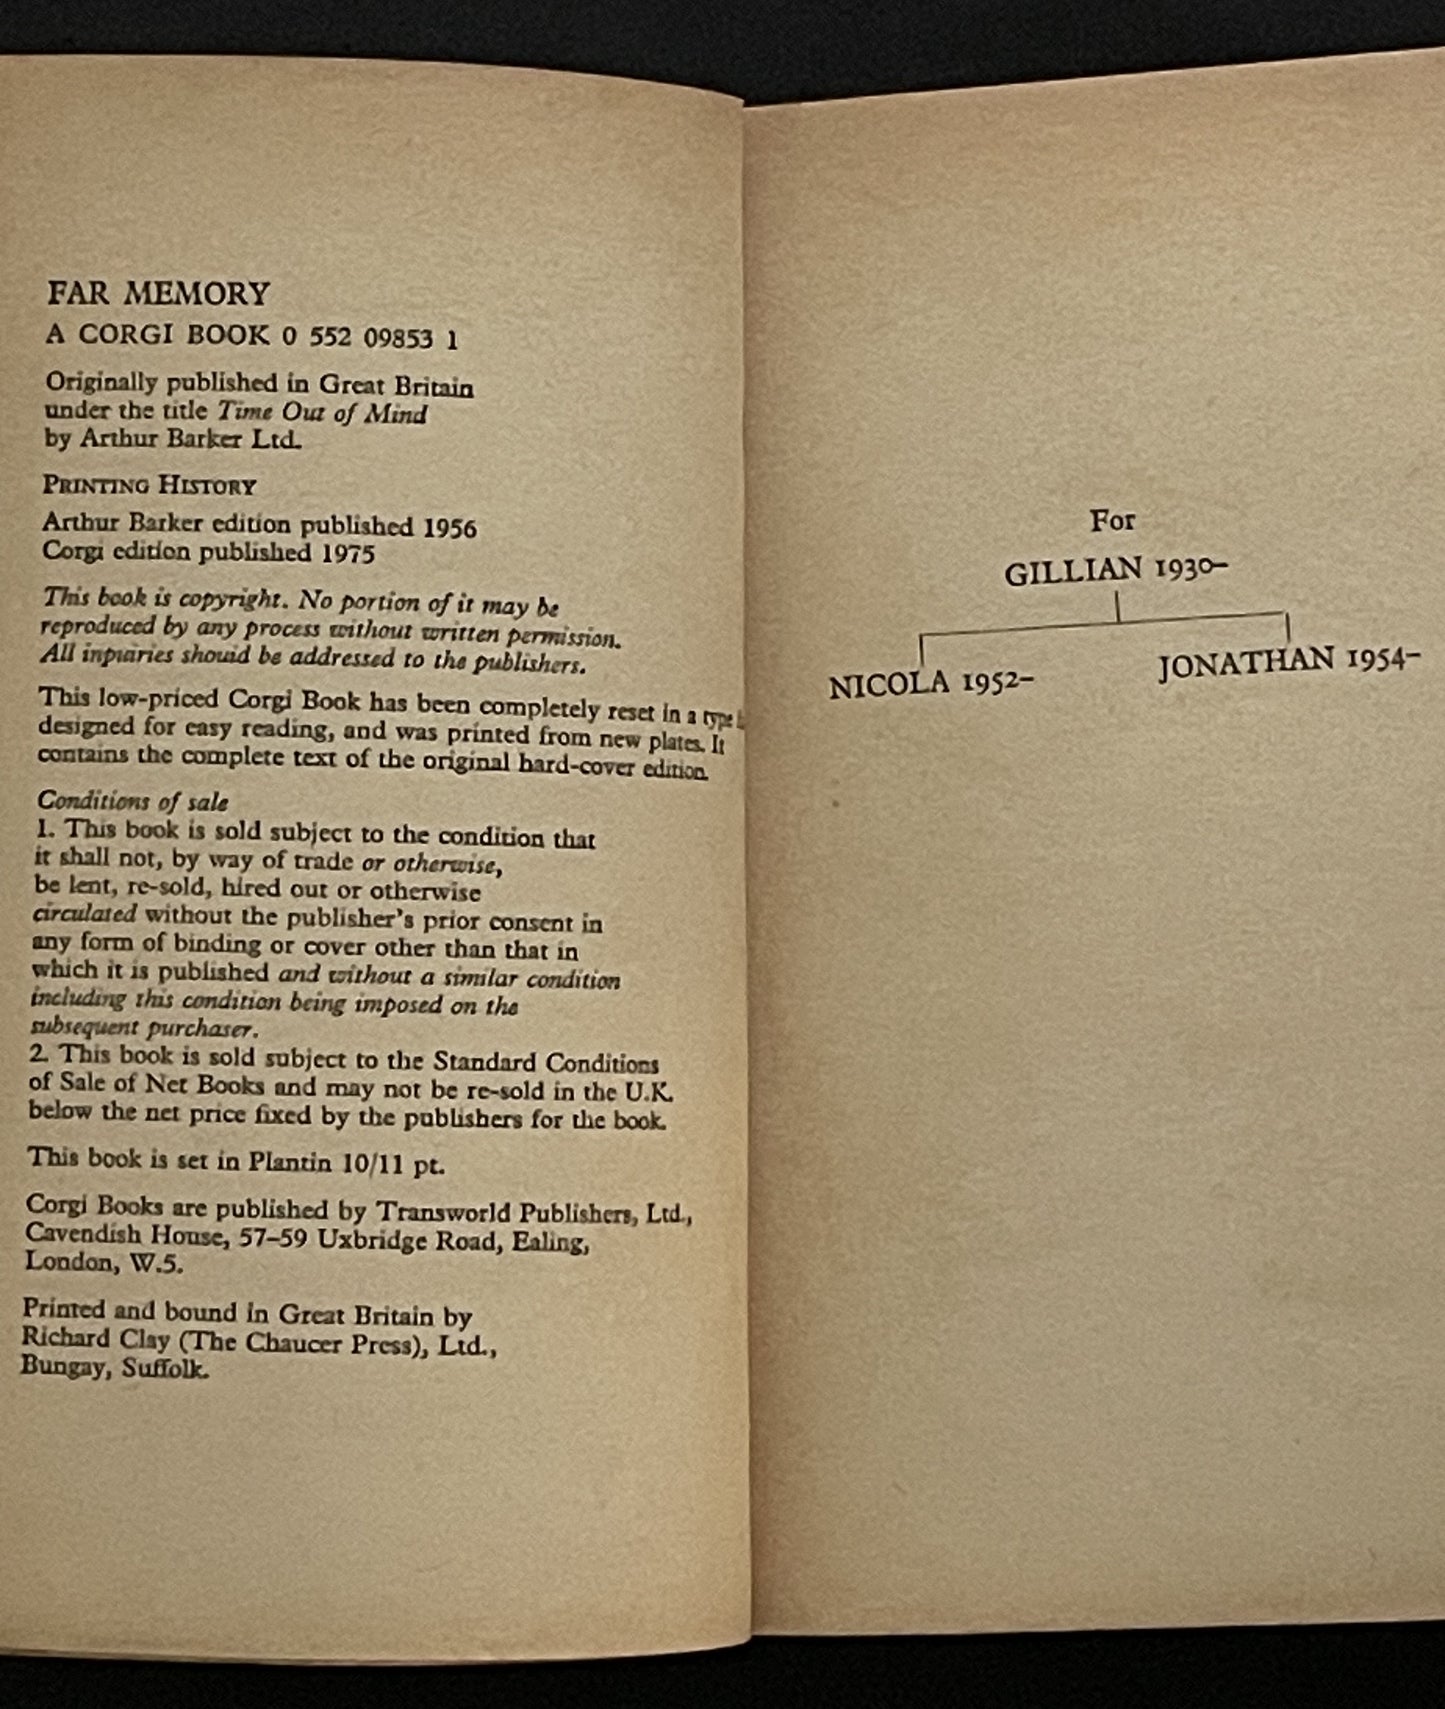 FAR MEMORY
A CORGI BOOK 0 552 09853 1
Originally published in Great Britain
under the title Time Out of Mind
by Arthur Barker Ltd.
PRINTING HISTORY
Arthur Barker edition published 1956
Corgi edition published 1975
This book is copyright. No portion of it may be
reproduced by any process without written permission.
All inquiries should be addressed to the publishers.
This low-priced Corgi Book has been completely reset in a type
designed for easy reading, and was printed from new plates. It
contains the complete text of the original hard-cover edition.
Conditions of sale
1. This book is sold subject to the condition that
it shall not, by way of trade or otherwise,
be lent, re-sold, hired out or otherwise
circulated without the publisher's prior consent in
any form of binding or cover other than that in
which it is published and without a similar condition
including this condition being imposed on the
subsequent purchaser.
2. This book is sold subject to the Standard Conditions
of Sale of Net Books and may not be re-sold in the U.K.
below the net price fixed by the publishers for the book.
This book is set in Plantin 10/11 pt.
Corgi Books are published by Transworld Publishers, Ltd.,
Cavendish House, 57–59 Uxbridge Road, Ealing,
London, W.5.
Printed and bound in Great Britain by
Richard Clay (The Chaucer Press), Ltd.,
Bungay, Suffolk.
For
GILLIAN 1930–
NICOLA 1952– JONATHAN 1954–